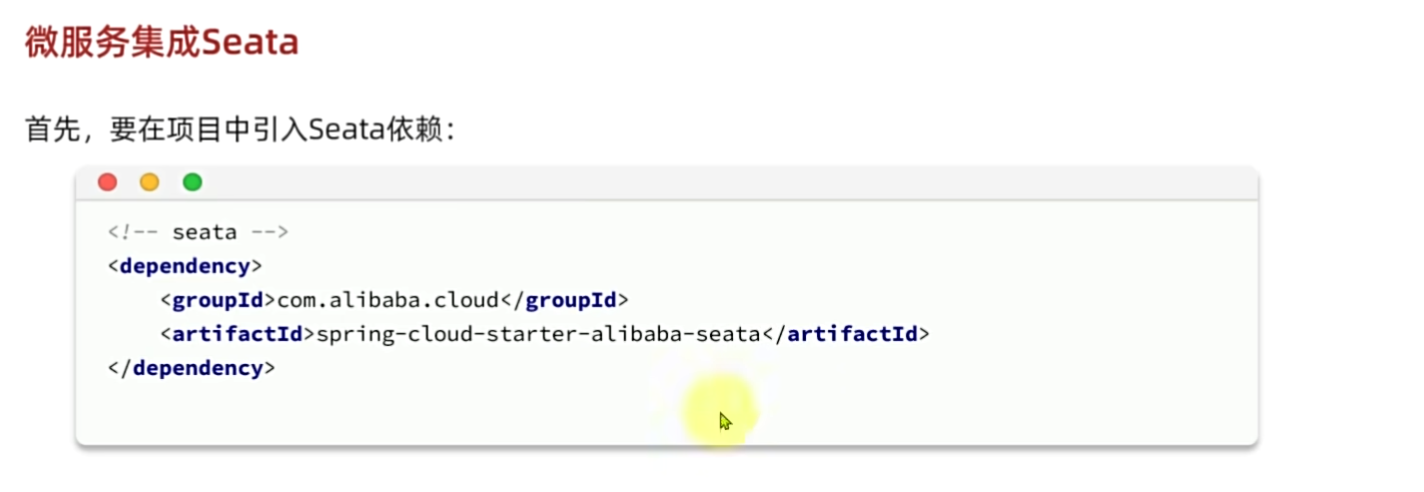 微服务集成Seata
首先，要在项目中引入Seata依赖：
<!-- seata -->
<dependency>
    <groupId>com.alibaba.cloud</groupId>
    <artifactId>spring-cloud-starter-alibaba-seata</artifactId>
</dependency>